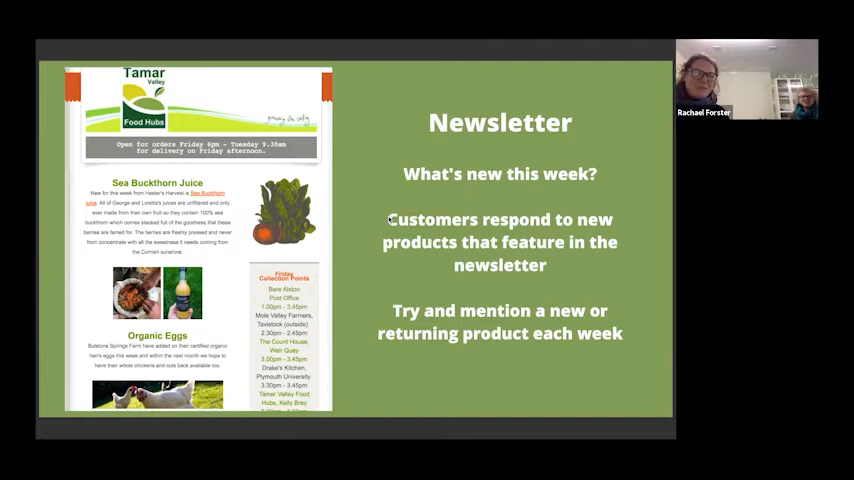 Tamar
Valley
Food Hubs
growing the valley
Open for orders Friday 6pm - Tuesday 9.30am
for delivery on Friday afternoon.
Sea Buckthorn Juice
New for this week from Hester's Harvest is Sea Buckthorn
juice. All of George and Loretta's juices are unfiltered and only
ever made from their own fruit so they contain 100% sea
buckthorn which comes stacked full of the goodness that these
berries are famed for. The berries are freshly pressed and never
from concentrate with all the sweetness it needs coming from
the Cornish sunshine.
Organic Eggs
Butstone Springs Farm have added on their certified organic
hen's eggs this week and within the next month we hope to
have their whole chickens and cuts back available too.
Friday
Collection Points
Bere Alston
Post Office
1.00pm - 3.45pm
Mole Valley Farmers,
Tavistock (outside)
2.30pm - 2.45pm
The Court House,
Weir Quay
3.00pm - 3.45pm
Drake's Kitchen,
Plymouth University
3.30pm - 3.45pm
Tamar Valley Food
Hubs, Kelly Bray
Newsletter
What's new this week?
Customers respond to new
products that feature in the
newsletter
Try and mention a new or
returning product each week
Rachael Forster